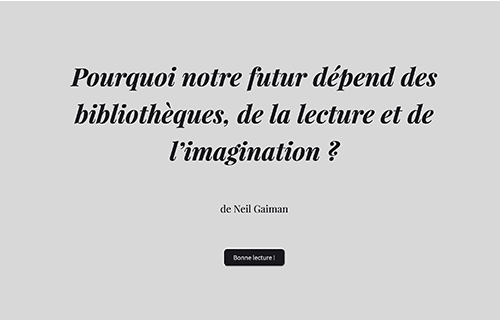 Pourquoi notre futur dépend des
bibliothèques, de la lecture et de
l’imagination ?
de Neil Gaiman
Bonne lecture !